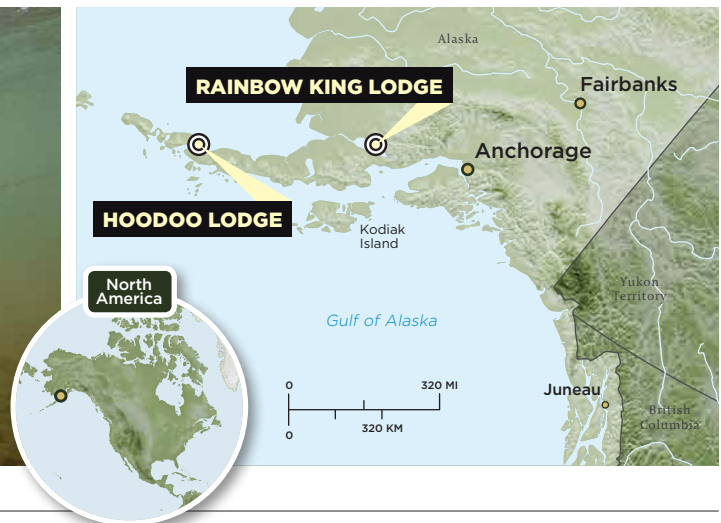 Alaska
RAINBOW KING LODGE
Fairbanks
Anchorage
HOODOO LODGE
Kodiak
Island
North
America
Yukon
Territory
Gulf of Alaska
0
320 MI
0
320 KM
Juneau
British
Columbia